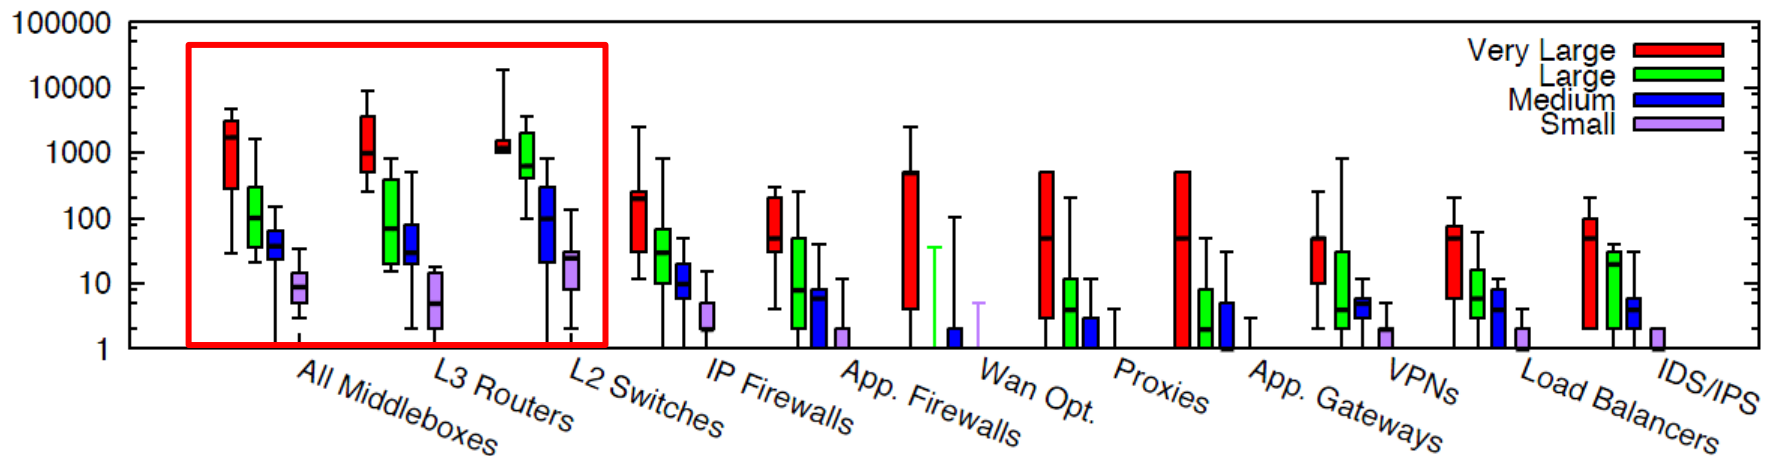 100000
10000
1000
100
10
1
Very Large
Large
Medium
Small
All Middleboxes
L3 Routers
L2 Switches
IP Firewalls
App. Firewalls
Wan Opt.
Proxies
App. Gateways
VPNs
Load Balancers
IDS/IPS